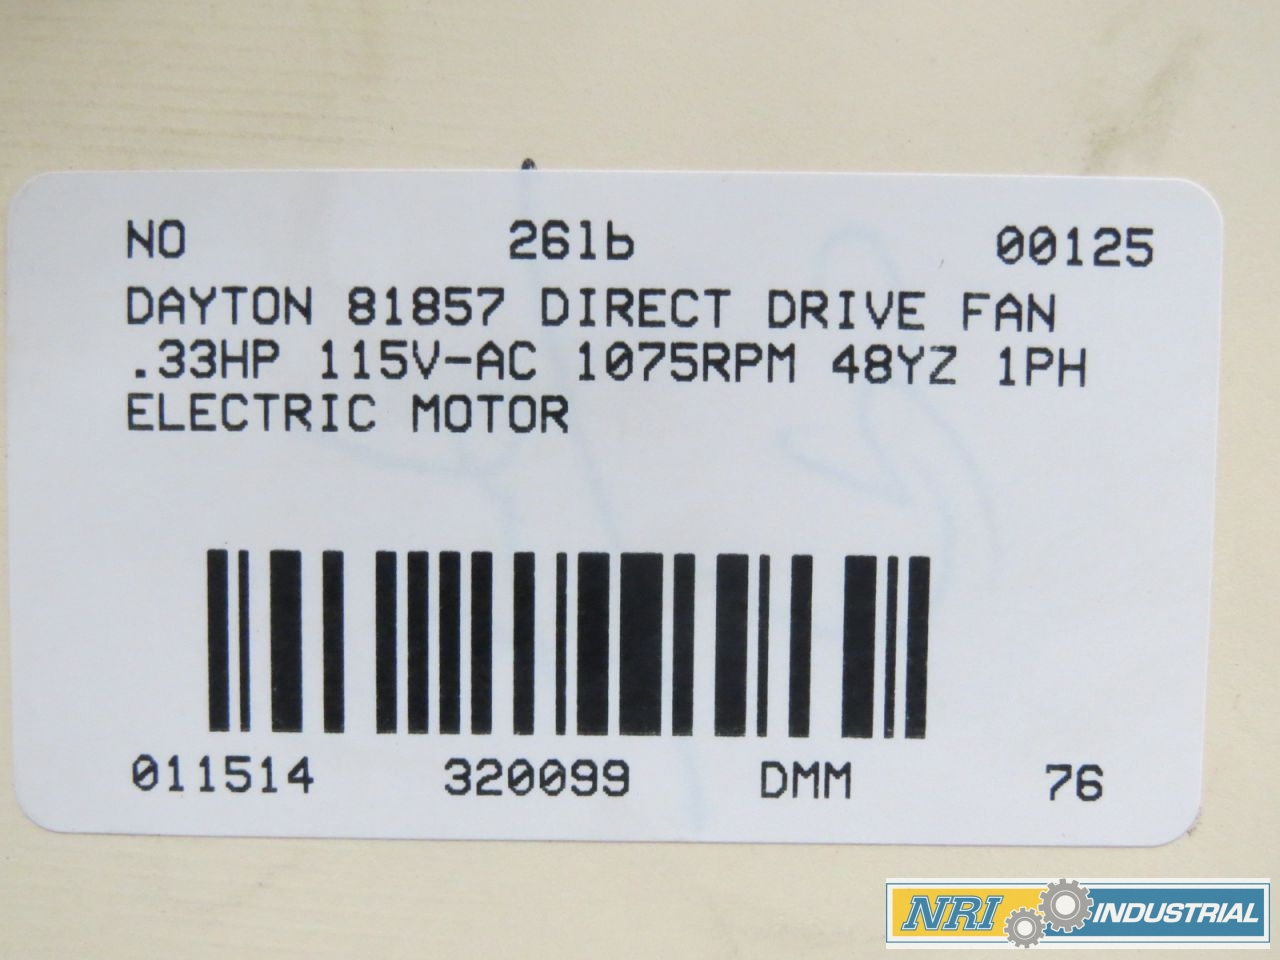 NO 26lb 00125
DAYTON 81857 DIRECT DRIVE FAN
.33HP 115V-AC 1075RPM 48YZ 1PH
ELECTRIC MOTOR
011514 320099 DMM 76
NRI INDUSTRIAL